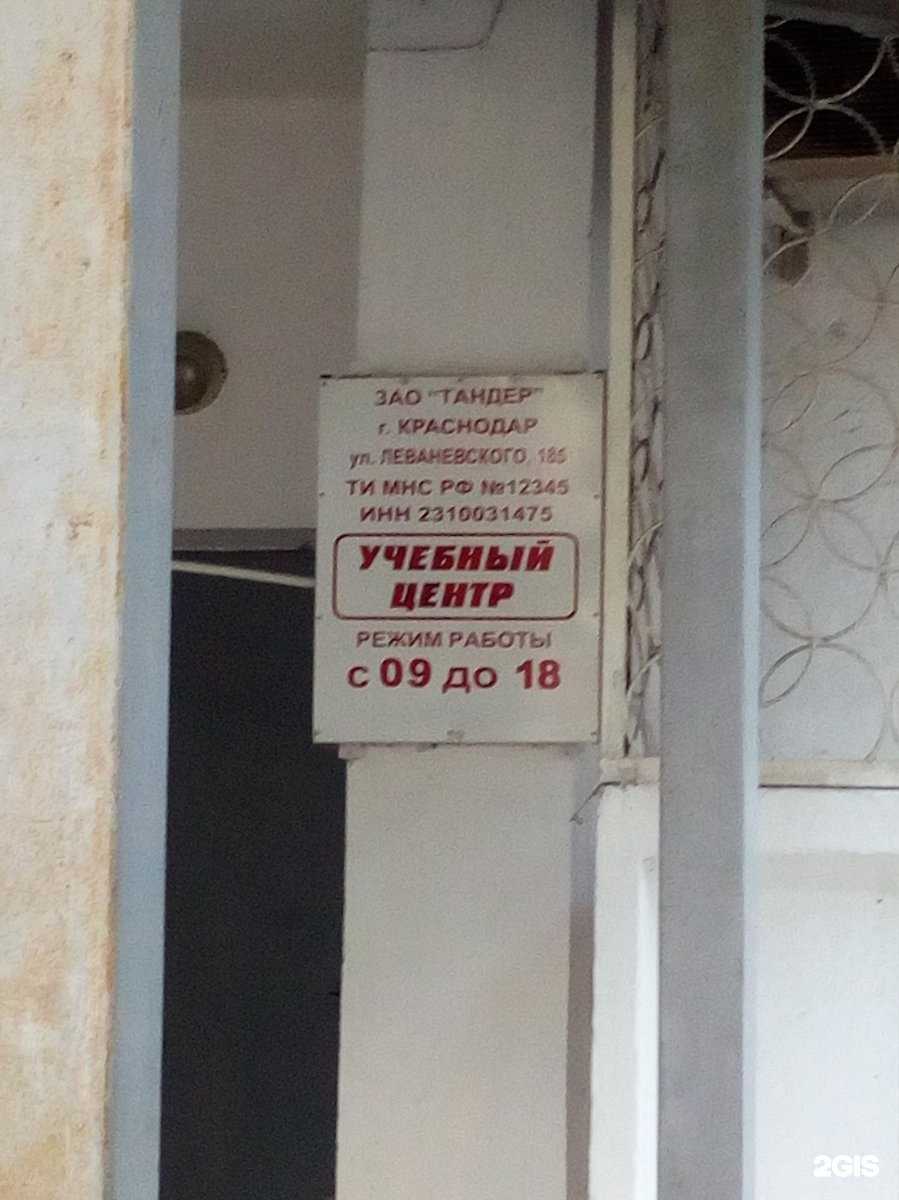 ЗАО "ТАНДЕР"
г. КРАСНОДАР
ул. ЛЕВАНЕВСКОГО, 185
ТИ МНС РФ №12345
ИНН 2310031475
УЧЕБНЫЙ
ЦЕНТР
РЕЖИМ РАБОТЫ
С 09 ДО 18
2GIS